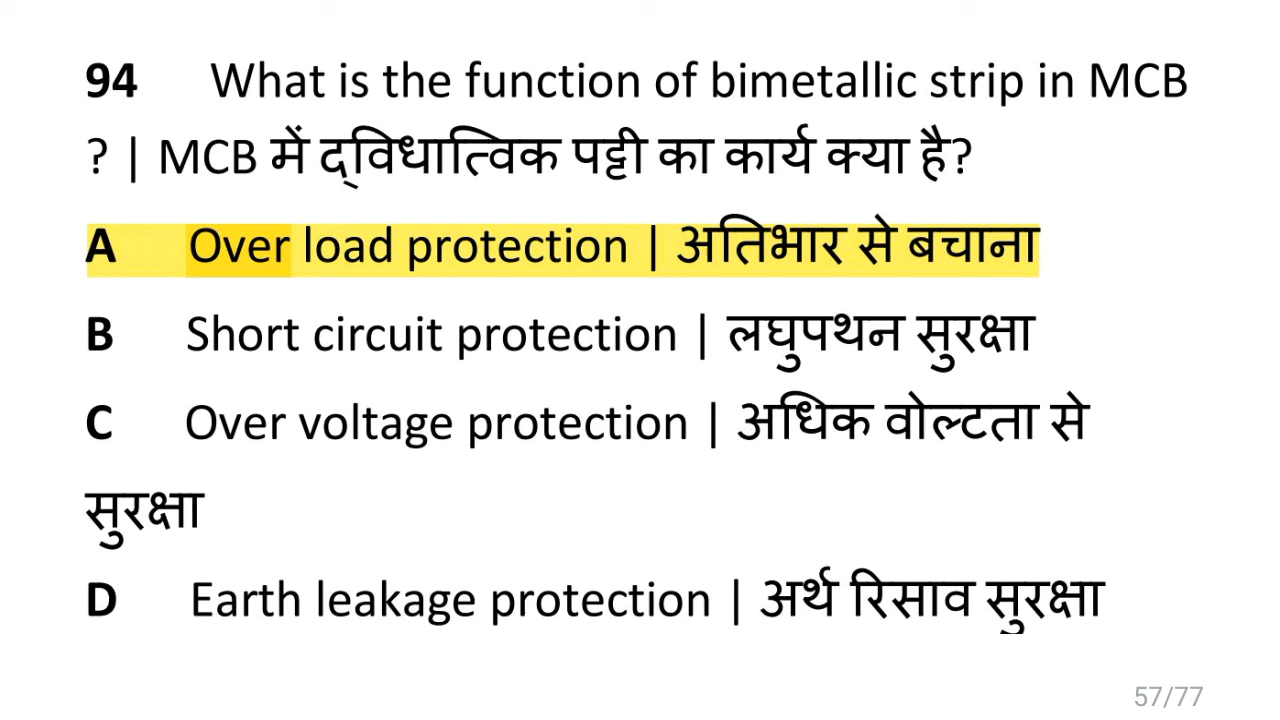 94 What is the function of bimetallic strip in MCB
? | MCB में द्विधात्विक पट्टी का कार्य क्या है?
A Over load protection | अतिभार से बचाना
B Short circuit protection | लघुपथन सुरक्षा
C Over voltage protection | अधिक वोल्टता से
सुरक्षा
D Earth leakage protection | अर्थ रिसाव सुरक्षा
57/77